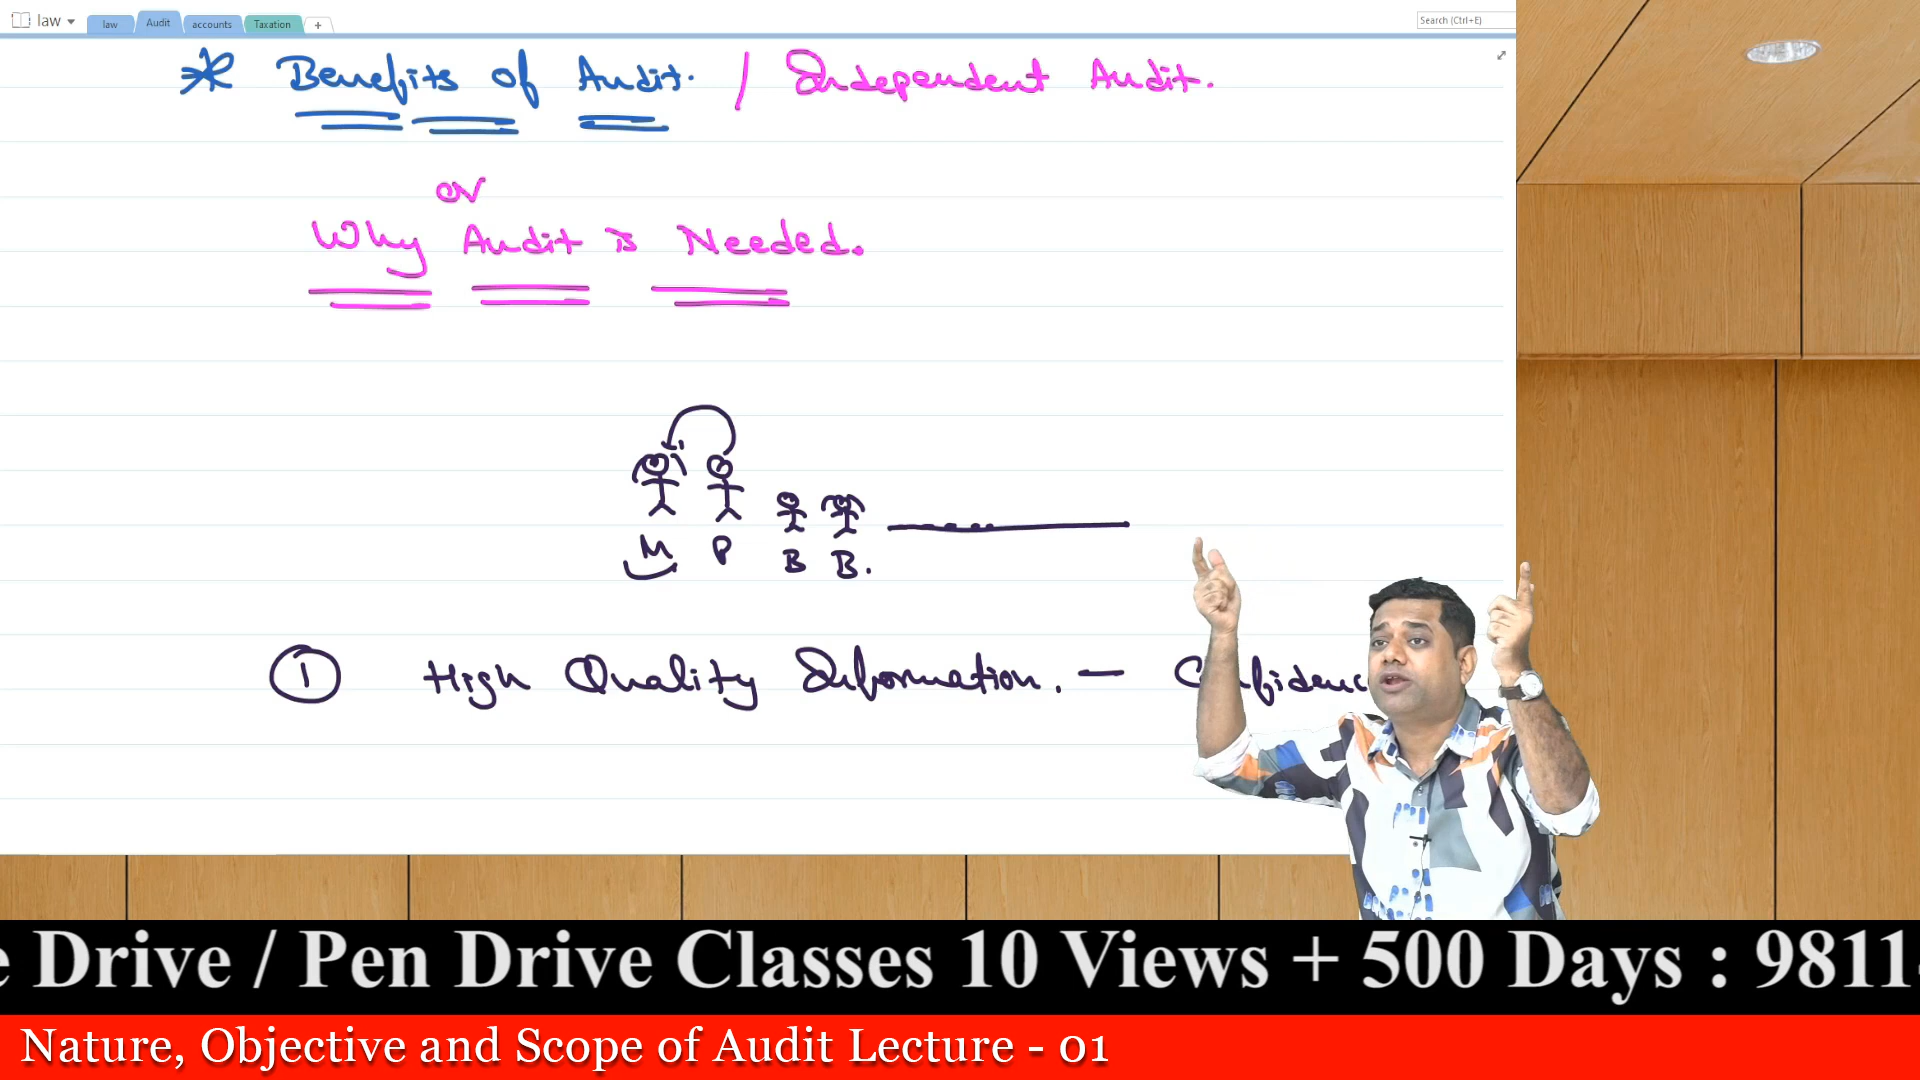 law
law Audit accounts Taxation +
Search (Ctrl+E)
Benefits of Audit. / Independent Audit.
or
Why Audit is Needed.
M P B B.
① High Quality Information. — Confidenc
e Drive / Pen Drive Classes 10 Views + 500 Days : 9811
Nature, Objective and Scope of Audit Lecture - 01